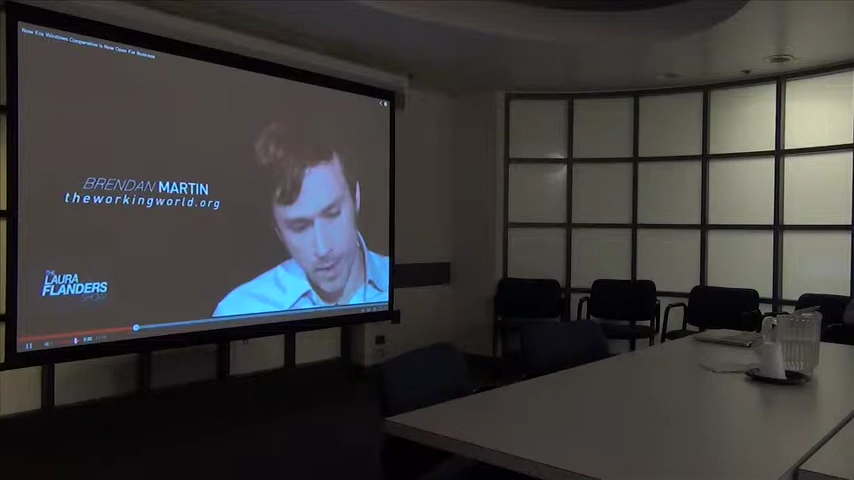 New Era Windows Cooperative is Now Open For Business
BRENDAN MARTIN
theworkingworld.org
THE
LAURA
FLANDERS
SHOW